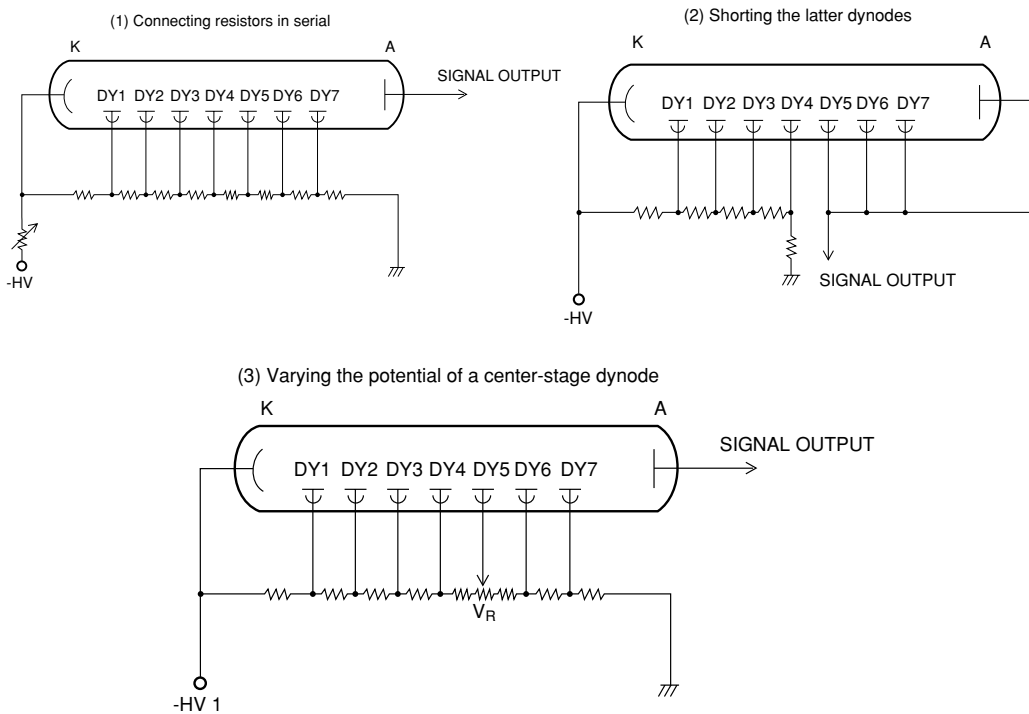 (1) Connecting resistors in serial
K
A
SIGNAL OUTPUT
DY1 DY2 DY3 DY4 DY5 DY6 DY7
-HV
(2) Shorting the latter dynodes
K
A
DY1 DY2 DY3 DY4 DY5 DY6 DY7
SIGNAL OUTPUT
-HV
(3) Varying the potential of a center-stage dynode
K
A
SIGNAL OUTPUT
DY1 DY2 DY3 DY4 DY5 DY6 DY7
VR
-HV 1